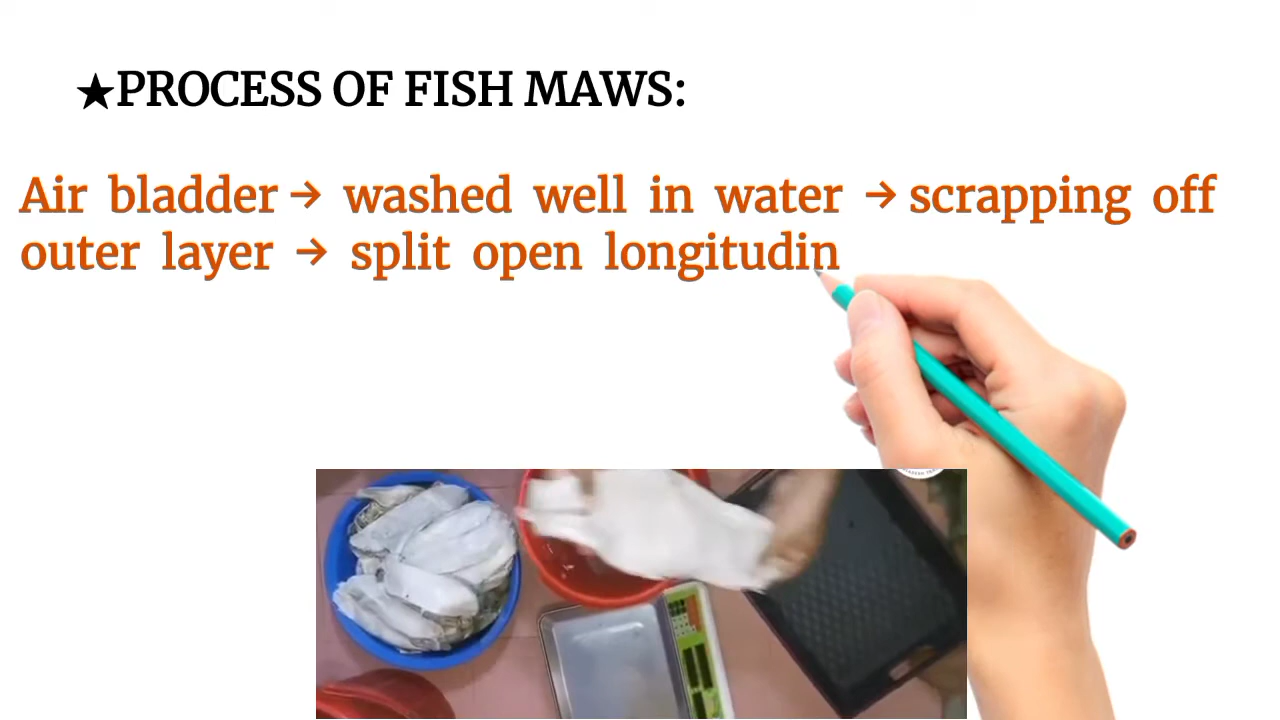 ★PROCESS OF FISH MAWS:
Air bladder → washed well in water → scrapping off
outer layer → split open longitudin